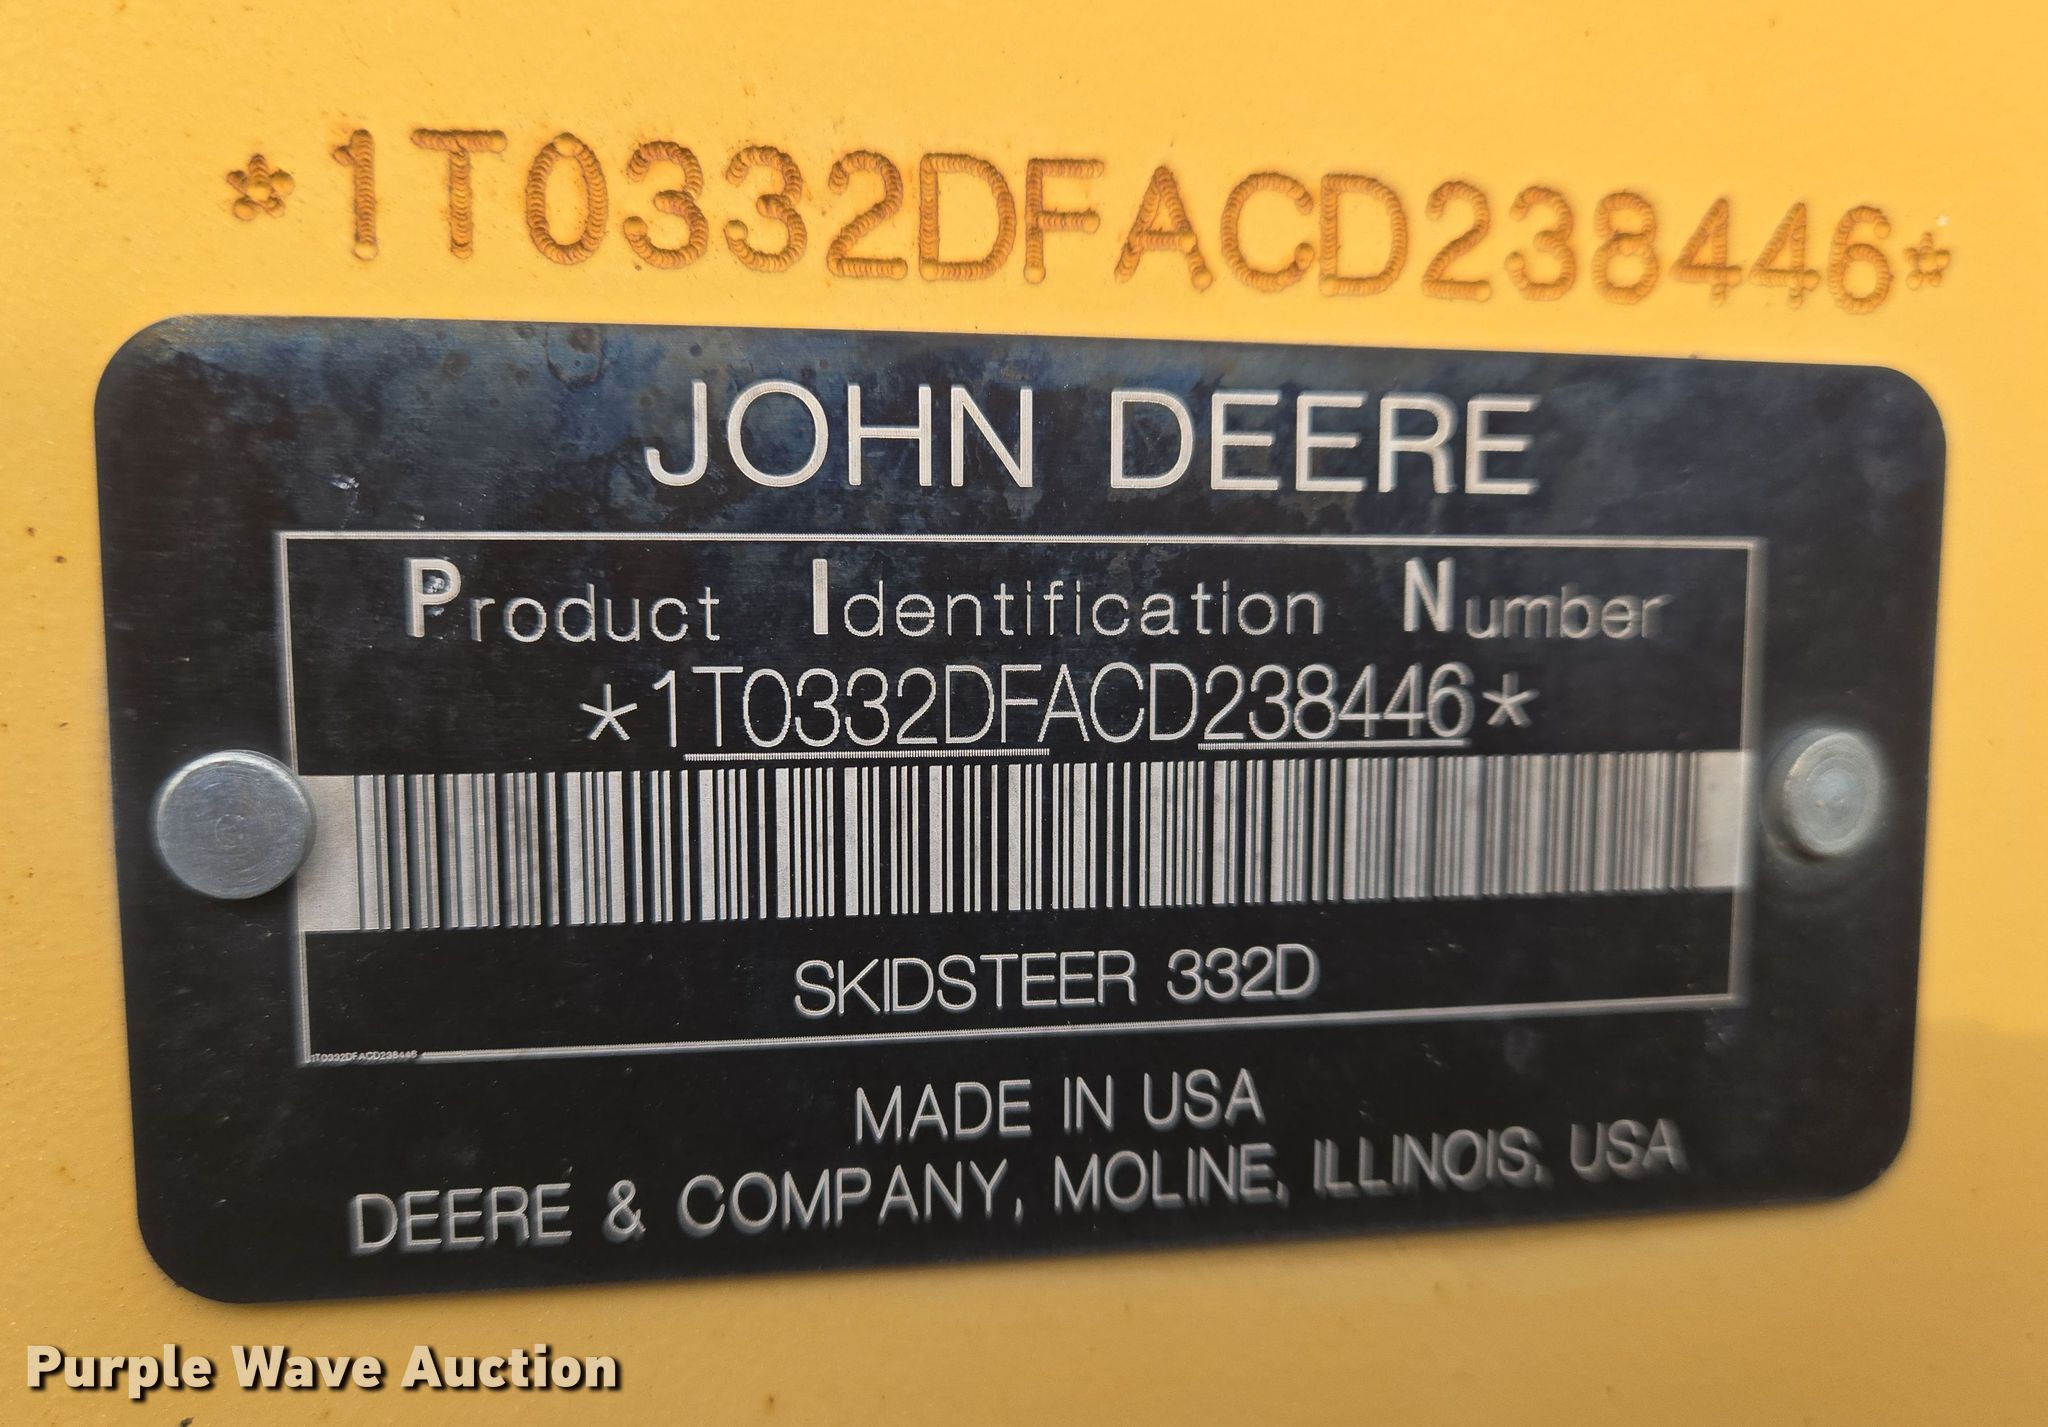 *1T0332DFACD238446*
JOHN DEERE
Product Identification Number
*1T0332DFACD238446*
SKIDSTEER 332D
1T0332DFACD238446
MADE IN USA
DEERE & COMPANY, MOLINE, ILLINOIS, USA
Purple Wave Auction